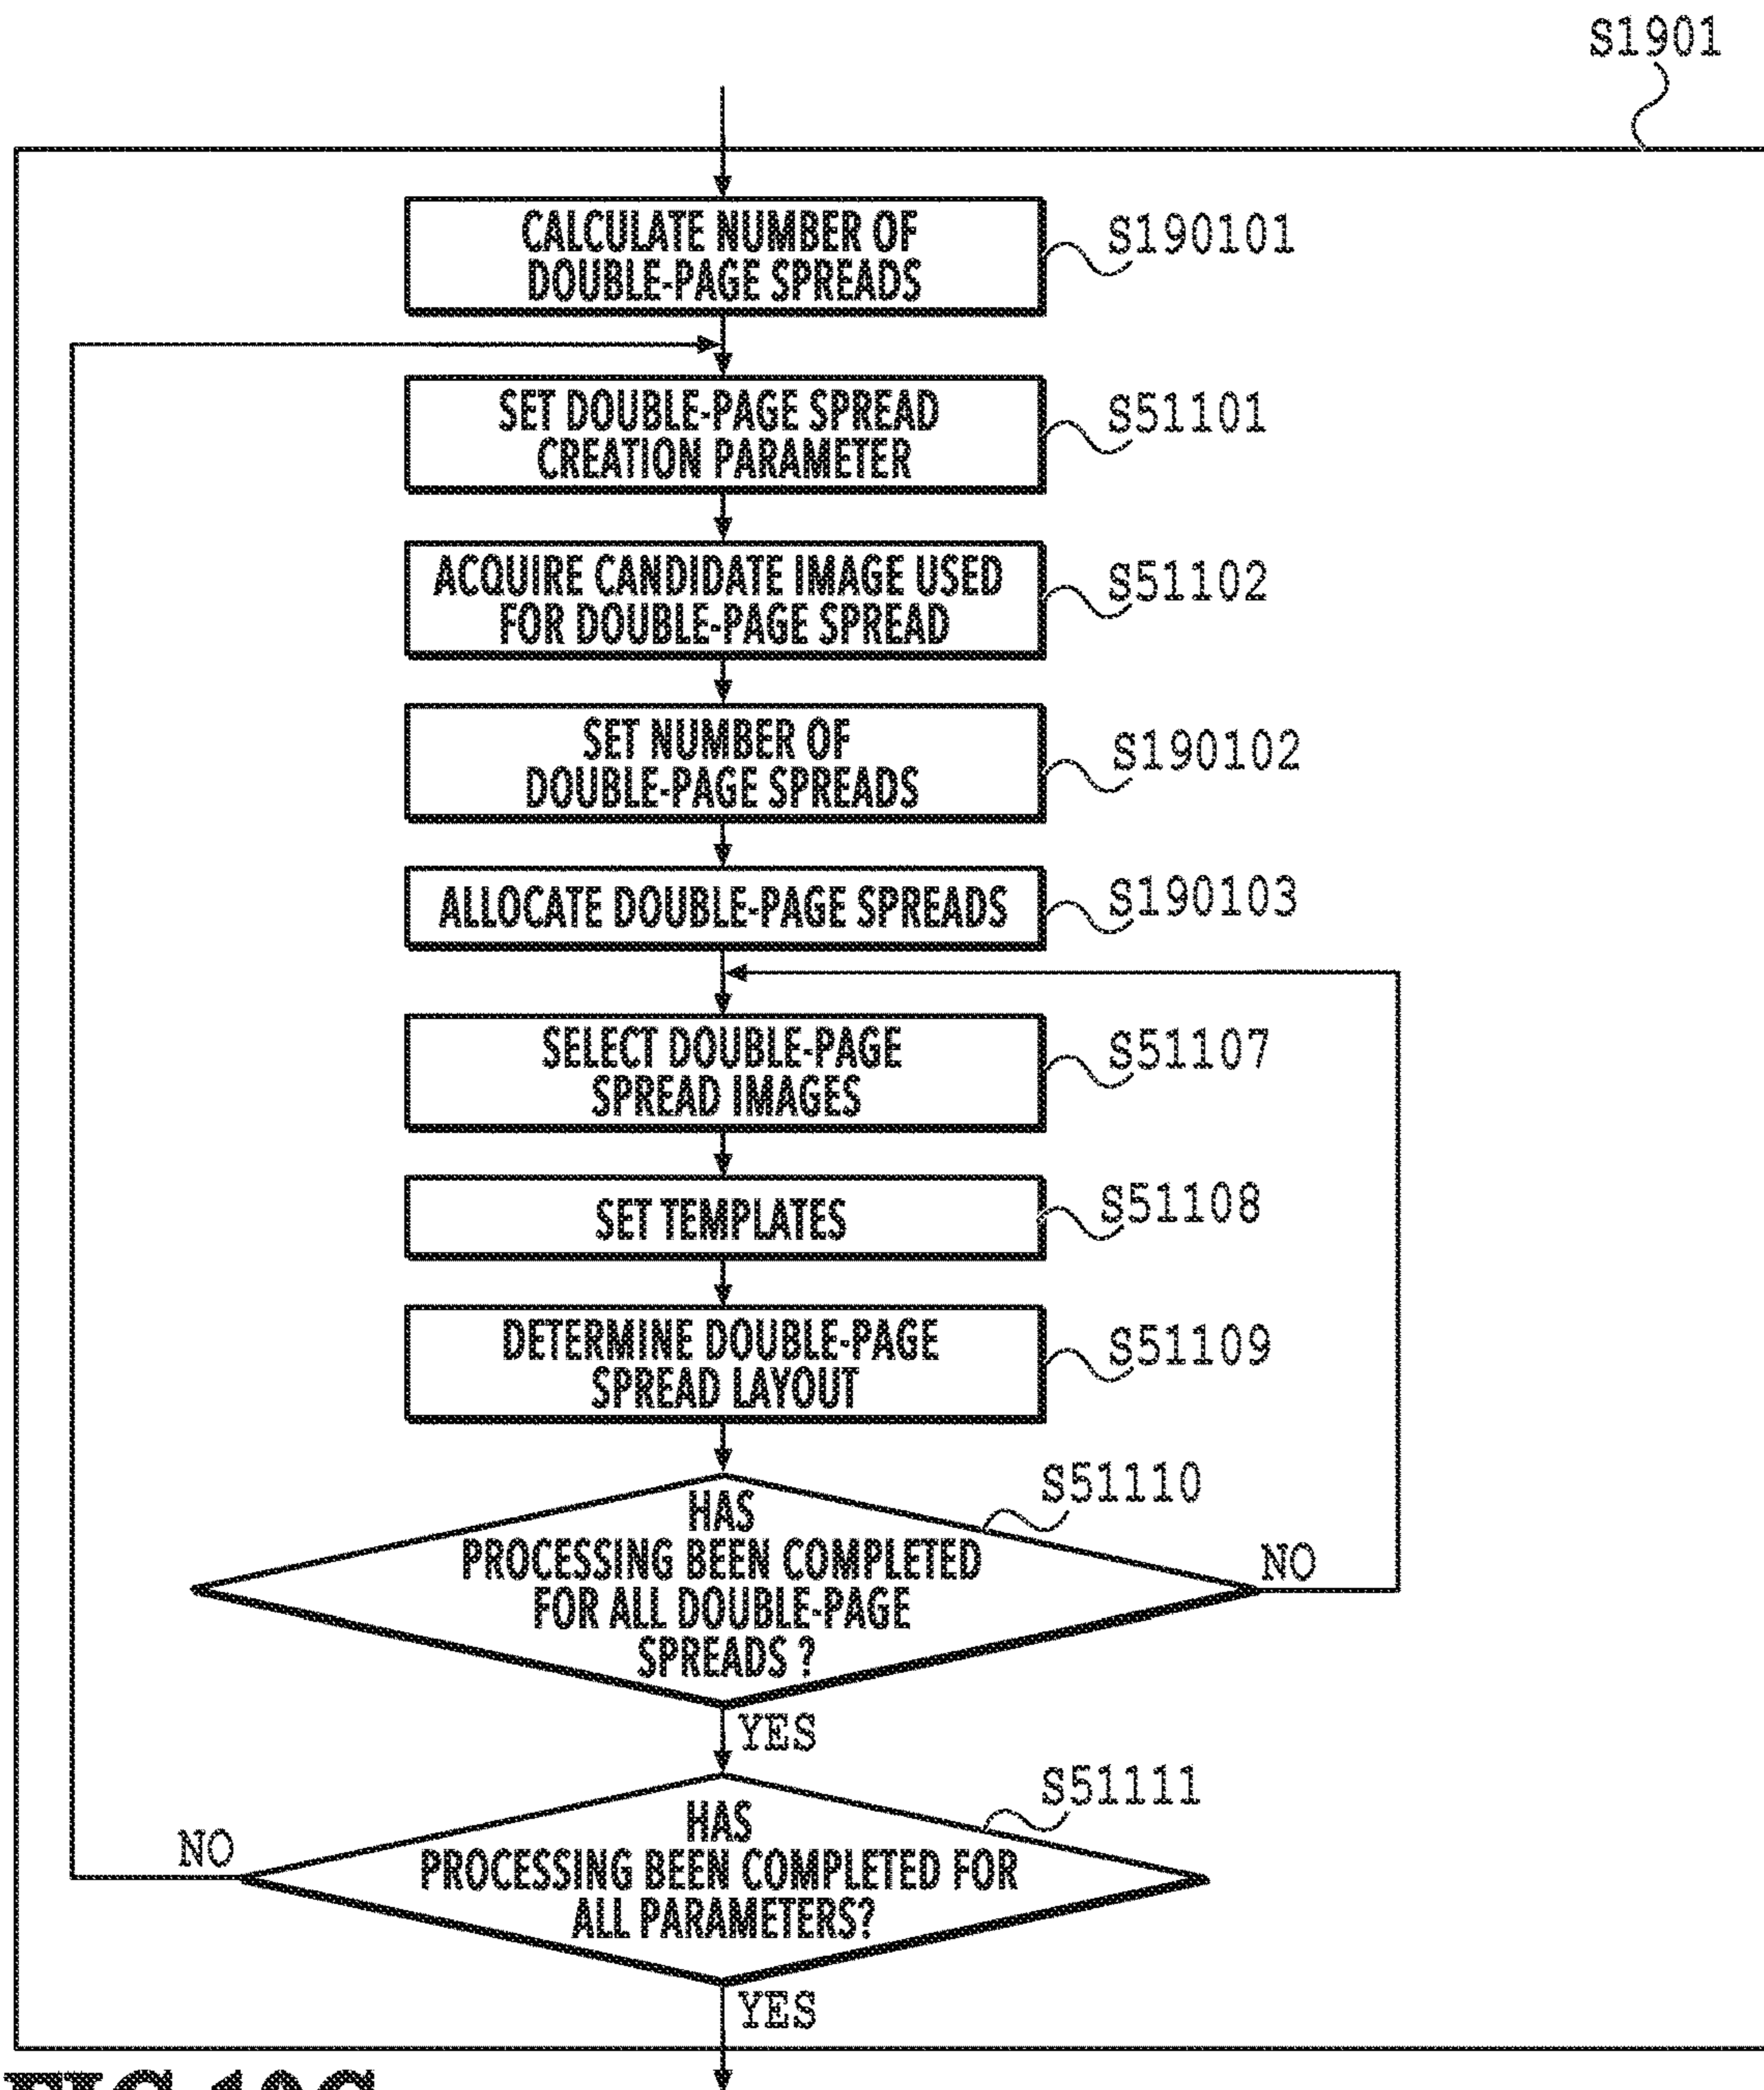 S1901
CALCULATE NUMBER OF
DOUBLE-PAGE SPREADS
S190101
SET DOUBLE-PAGE SPREAD
CREATION PARAMETER
S51101
ACQUIRE CANDIDATE IMAGE USED
FOR DOUBLE-PAGE SPREAD
S51102
SET NUMBER OF
DOUBLE-PAGE SPREADS
S190102
ALLOCATE DOUBLE-PAGE SPREADS
S190103
SELECT DOUBLE-PAGE
SPREAD IMAGES
S51107
SET TEMPLATES
S51108
DETERMINE DOUBLE-PAGE
SPREAD LAYOUT
S51109
S51110
HAS
PROCESSING BEEN COMPLETED
FOR ALL DOUBLE-PAGE
SPREADS ?
NO
YES
S51111
HAS
PROCESSING BEEN COMPLETED FOR
ALL PARAMETERS?
NO
YES